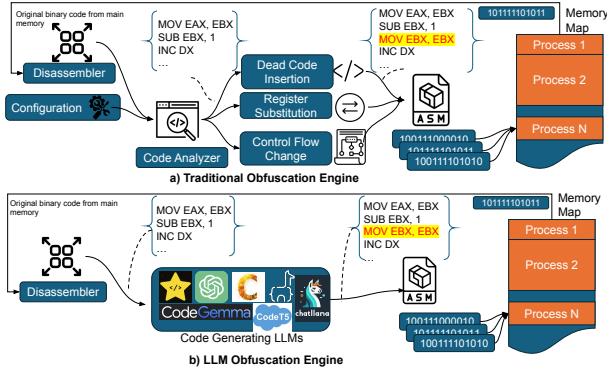 Original binary code from main
memory
Disassembler
Configuration
MOV EAX, EBX
SUB EBX, 1
INC DX
...
</>
Code Analyzer
Dead Code
Insertion
</>
Register
Substitution
Control Flow
Change
MOV EAX, EBX
SUB EBX, 1
MOV EBX, EBX
INC DX
...
ASM
100111000010
101111101011
100111101010
101111101011
Memory
Map
Process 1
Process 2
Process N
a) Traditional Obfuscation Engine
Original binary code from main
memory
Disassembler
MOV EAX, EBX
SUB EBX, 1
INC DX
...
</>
C
CodeGemma
CodeT5
chatllama
Code Generating LLMs
MOV EAX, EBX
SUB EBX, 1
MOV EBX, EBX
INC DX
...
ASM
100111000010
101111101011
100111101010
101111101011
Memory
Map
Process 1
Process 2
Process N
b) LLM Obfuscation Engine